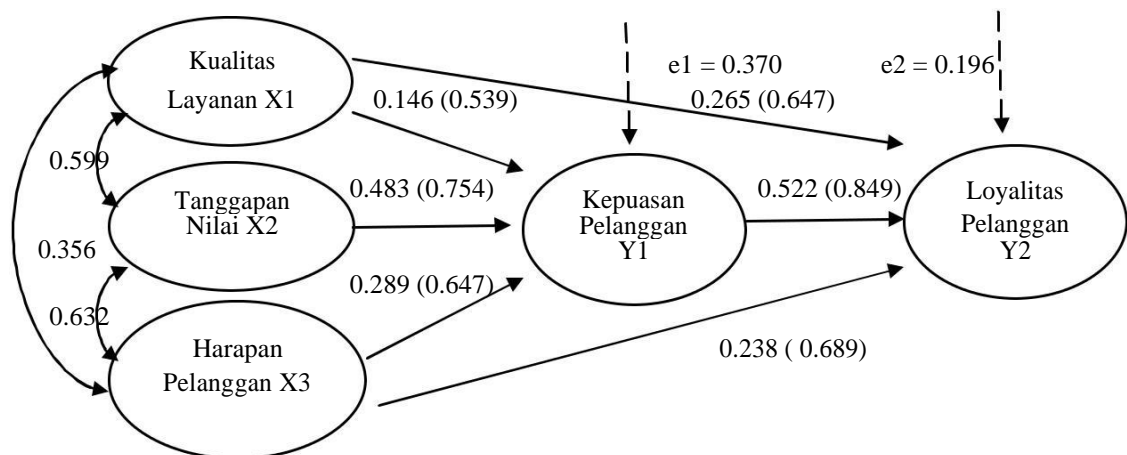 Kualitas
Layanan X1
e1 = 0.370
e2 = 0.196
0.146 (0.539)
0.265 (0.647)
0.599
Tanggapan
Nilai X2
0.483 (0.754)
Kepuasan
Pelanggan
Y1
0.522 (0.849)
Loyalitas
Pelanggan
Y2
0.356
0.289 (0.647)
0.632
Harapan
Pelanggan X3
0.238 ( 0.689)